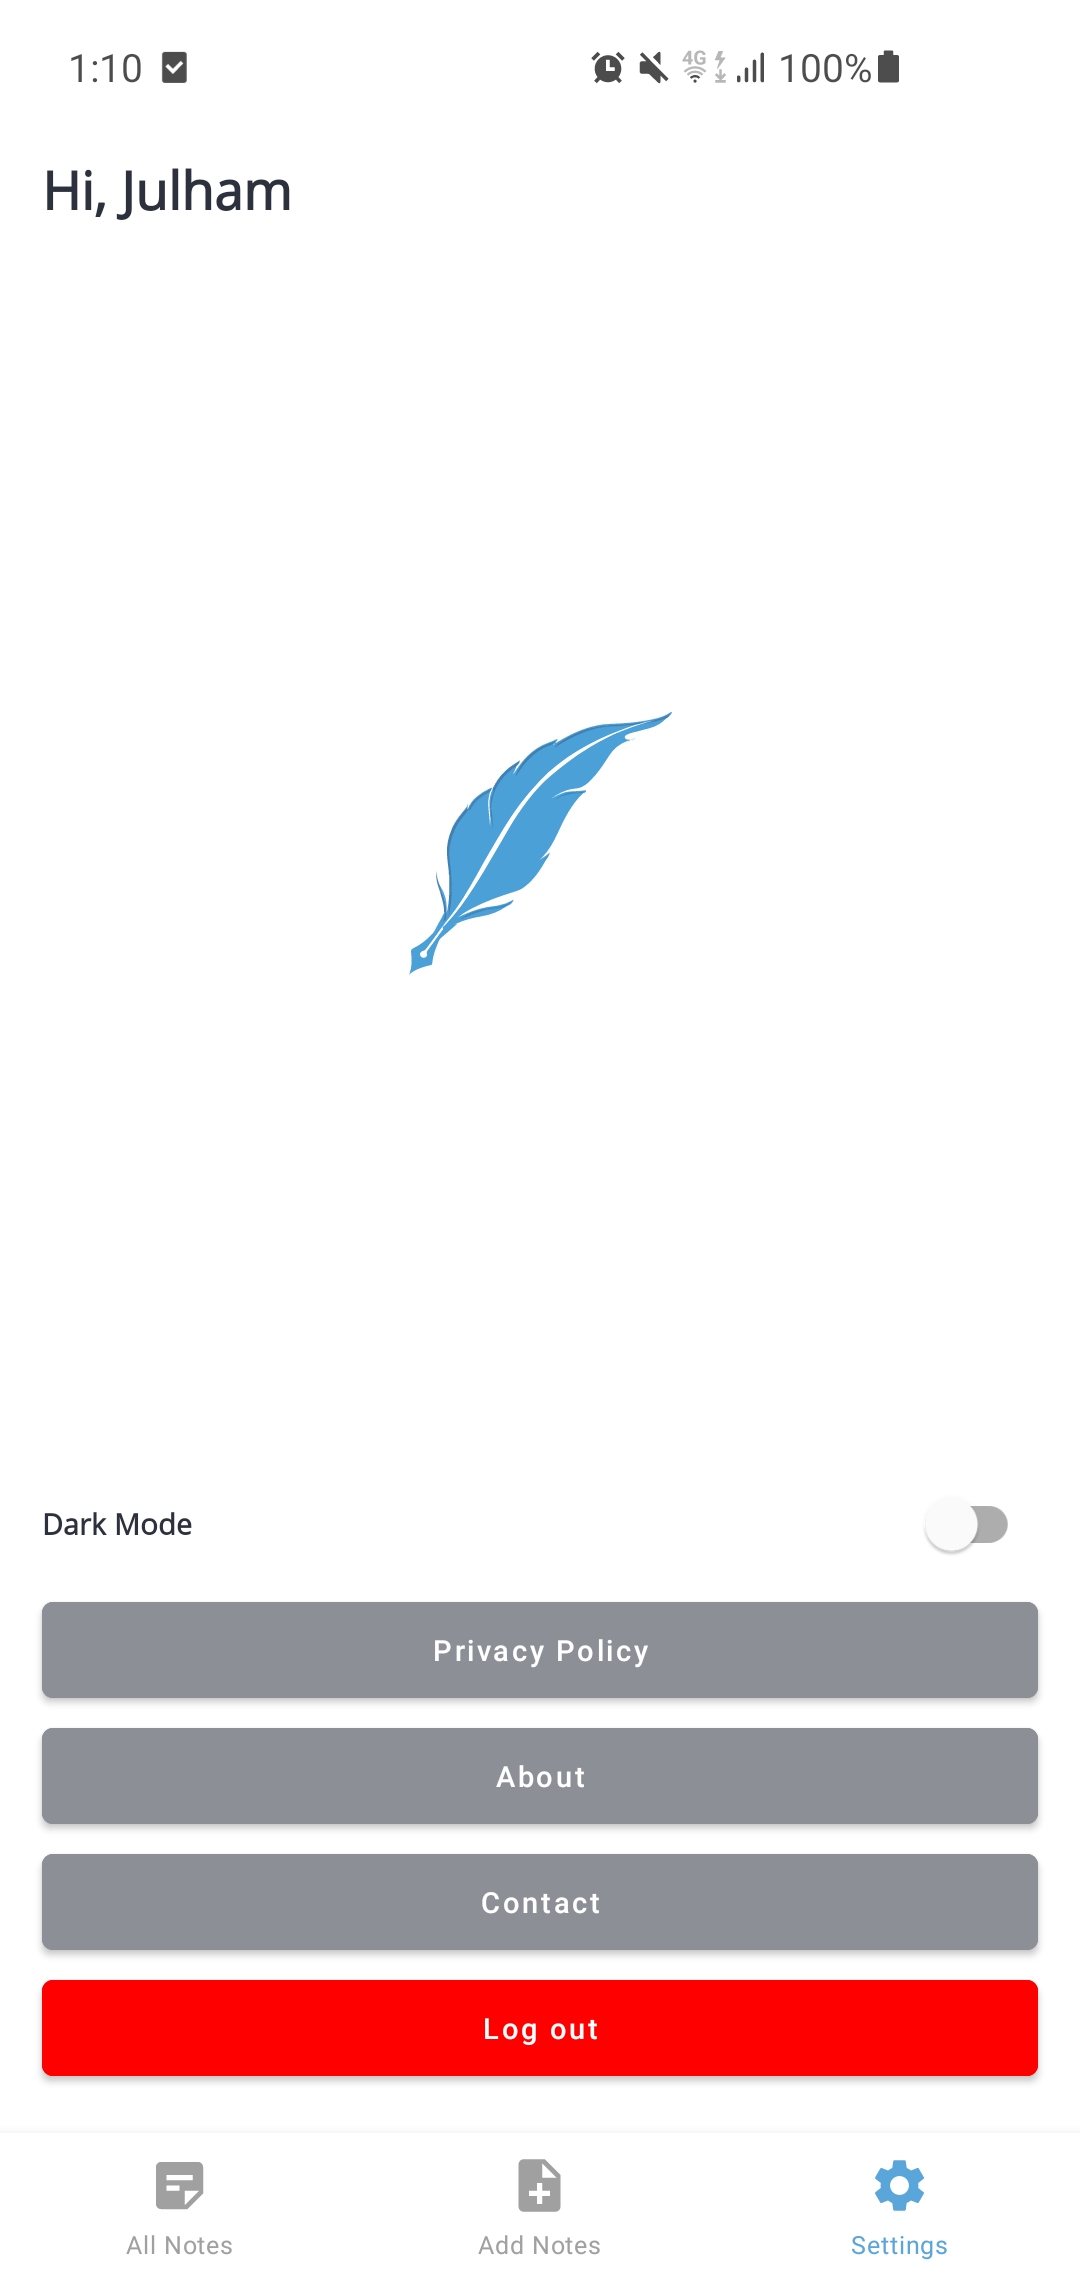 1:10 4G 100%
Hi, Julham
Dark Mode
Privacy Policy
About
Contact
Log out
All Notes Add Notes Settings